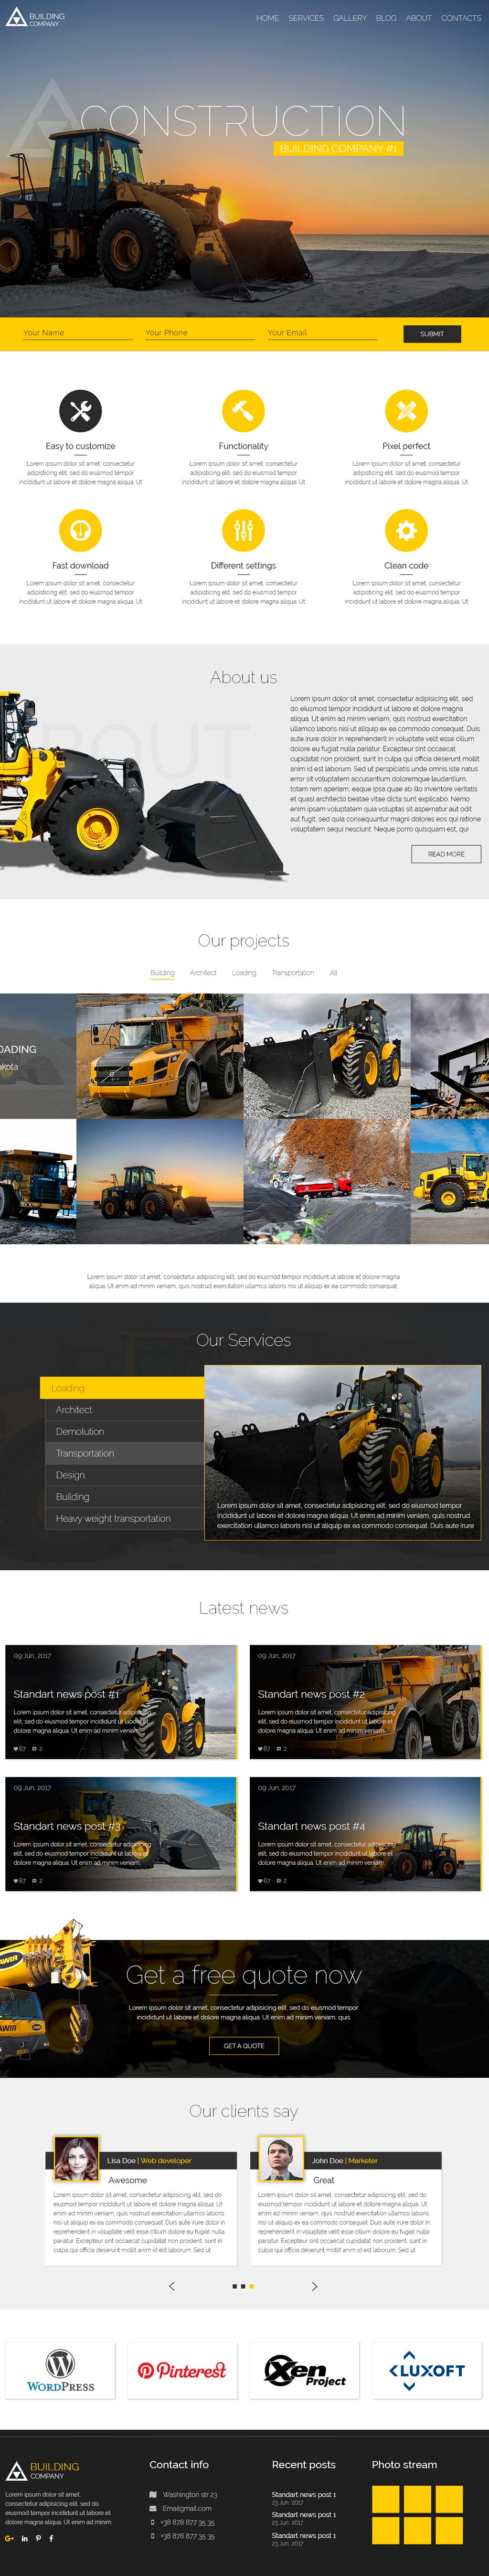 BUILDING
COMPANY
HOME SERVICES GALLERY BLOG ABOUT CONTACTS
CONSTRUCTION
BUILDING COMPANY #1
Your Name Your Phone Your Email SUBMIT
Easy to customize
Lorem ipsum dolor sit amet, consectetur
adipisticing elit, sed do eiusmod tempor
incididunt ut labore et dolore magna aliqua. Ut
Functionality
Lorem ipsum dolor sit amet, consectetur
adipisticing elit, sed do eiusmod tempor
incididunt ut labore et dolore magna aliqua. Ut
Pixel perfect
Lorem ipsum dolor sit amet, consectetur
adipisticing elit, sed do eiusmod tempor
incididunt ut labore et dolore magna aliqua. Ut
Fast download
Lorem ipsum dolor sit amet, consectetur
adipisticing elit, sed do eiusmod tempor
incididunt ut labore et dolore magna aliqua. Ut
Different settings
Lorem ipsum dolor sit amet, consectetur
adipisticing elit, sed do eiusmod tempor
incididunt ut labore et dolore magna aliqua. Ut
Clean code
Lorem ipsum dolor sit amet, consectetur
adipisticing elit, sed do eiusmod tempor
incididunt ut labore et dolore magna aliqua. Ut
About us
OUT
Lorem ipsum dolor sit amet, consectetur adipisicing elit, sed
do eiusmod tempor incididunt ut labore et dolore magna
aliqua. Ut enim ad minim veniam, quis nostrud exercitation
ullamco laboris nisi ut aliquip ex ea commodo consequat. Duis
aute irure dolor in reprehenderit in voluptate velit esse cillum
dolore eu fugiat nulla pariatur. Excepteur sint occaecat
cupidatat non proident, sunt in culpa qui officia deserunt mollit
anim id est laborum. Sed ut perspiciatis unde omnis iste natus
error sit voluptatem accusantium doloremque laudantium,
totam rem aperiam, eaque ipsa quae ab illo inventore veritatis
et quasi architecto beatae vitae dicta sunt explicabo. Nemo
enim ipsam voluptatem quia voluptas sit aspernatur aut odit
aut fugit, sed quia consequuntur magni dolores eos qui ratione
voluptatem sequi nesciunt. Neque porro quisquam est, qui
READ MORE
Our projects
Building Architect Loading Transportation All
OADING
akola
Lorem ipsum dolor sit amet, consectetur adipisicing elit, sed do eiusmod tempor incididunt ut labore et dolore magna
aliqua. Ut enim ad minim veniam, quis nostrud exercitation ullamco laboris nisi ut aliquip ex ea commodo consequat
Our Services
Loading
Architect
Demolution
Transportation
Design
Building
Heavy weight transportation
Lorem ipsum dolor sit amet, consectetur adipisicing elit, sed do eiusmod tempor
incididunt ut labore et dolore magna aliqua. Ut enim ad minim veniam, quis nostrud
exercitation ullamco laboris nisi ut aliquip ex ea commodo consequat. Duis aute irure
Latest news
09 Jun, 2017
Standart news post #1
Lorem ipsum dolor sit amet, consectetur adipisicing
elit, sed do eiusmod tempor incididunt ut labore et
dolore magna aliqua. Ut enim ad minim veniam,
67 2
09 Jun, 2017
Standart news post #2
Lorem ipsum dolor sit amet, consectetur adipisicing
elit, sed do eiusmod tempor incididunt ut labore et
dolore magna aliqua. Ut enim ad minim veniam,
67 2
09 Jun, 2017
Standart news post #3
Lorem ipsum dolor sit amet, consectetur adipisicing
elit, sed do eiusmod tempor incididunt ut labore et
dolore magna aliqua. Ut enim ad minim veniam,
67 2
09 Jun, 2017
Standart news post #4
Lorem ipsum dolor sit amet, consectetur adipisicing
elit, sed do eiusmod tempor incididunt ut labore et
dolore magna aliqua. Ut enim ad minim veniam,
67 2
Get a free quote now
Lorem ipsum dolor sit amet, consectetur adipisicing elit, sed do eiusmod tempor
incididunt ut labore et dolore magna aliqua. Ut enim ad minim veniam, quis
GET A QUOTE
Our clients say
Lisa Doe | Web developer
Awesome
Lorem ipsum dolor sit amet, consectetur adipisicing elit, sed do
eiusmod tempor incididunt ut labore et dolore magna aliqua. Ut
enim ad minim veniam, quis nostrud exercitation ullamco laboris
nisi ut aliquip ex ea commodo consequat. Duis aute irure dolor in
reprehenderit in voluptate velit esse cillum dolore eu fugiat nulla
pariatur. Excepteur sint occaecat cupidatat non proident, sunt in
culpa qui officia deserunt mollit anim id est laborum. Sed ut
John Doe | Marketer
Great
Lorem ipsum dolor sit amet, consectetur adipisicing elit, sed do
eiusmod tempor incididunt ut labore et dolore magna aliqua. Ut
enim ad minim veniam, quis nostrud exercitation ullamco laboris
nisi ut aliquip ex ea commodo consequat. Duis aute irure dolor in
reprehenderit in voluptate velit esse cillum dolore eu fugiat nulla
pariatur. Excepteur sint occaecat cupidatat non proident, sunt in
culpa qui officia deserunt mollit anim id est laborum. Sed ut
WORDPRESS
Pinterest
Xen
Project
LUXOFT
BUILDING
COMPANY
Lorem ipsum dolor sit amet,
consectetur adipisicing elit, sed do
eiusmod tempor incididunt ut labore et
dolore magna aliqua. Ut enim ad minim
Contact info
Washington str 23
Email@mail.com
+38 878 877 35 35
+38 878 877 35 35
Recent posts
Standart news post 1
23 Jun, 2017
Standart news post 1
23 Jun, 2017
Standart news post 1
23 Jun, 2017
Photo stream